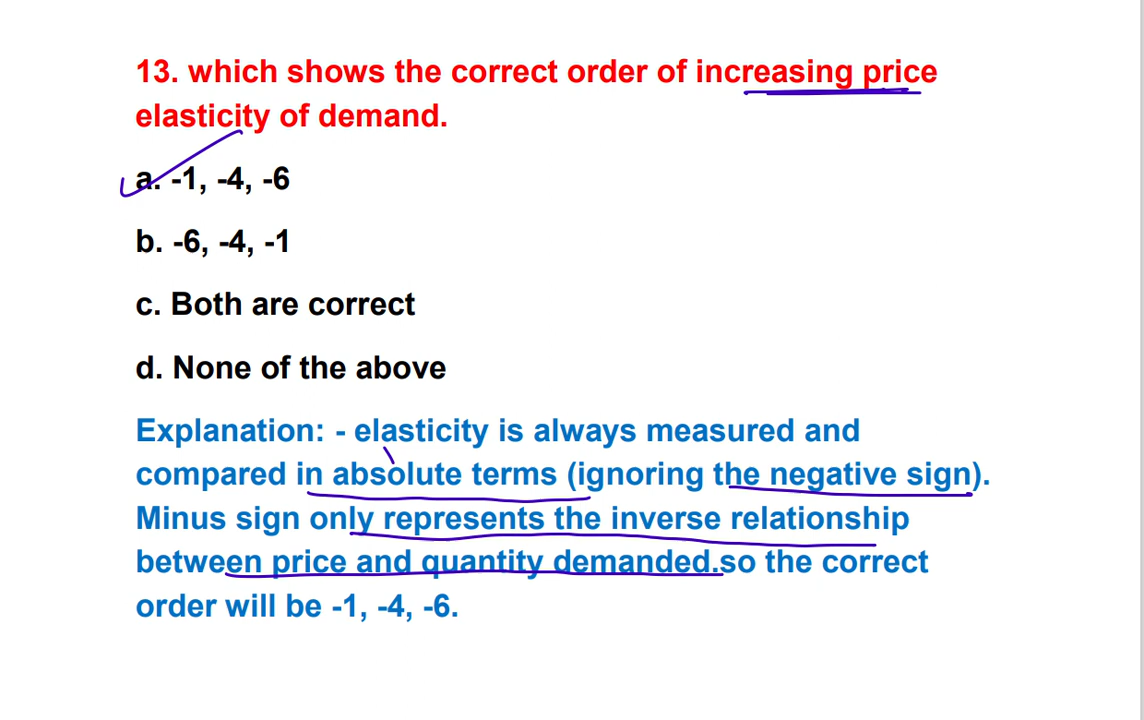 13. which shows the correct order of increasing price
elasticity of demand.
a. -1, -4, -6
b. -6, -4, -1
c. Both are correct
d. None of the above
Explanation: - elasticity is always measured and
compared in absolute terms (ignoring the negative sign).
Minus sign only represents the inverse relationship
between price and quantity demanded.so the correct
order will be -1, -4, -6.